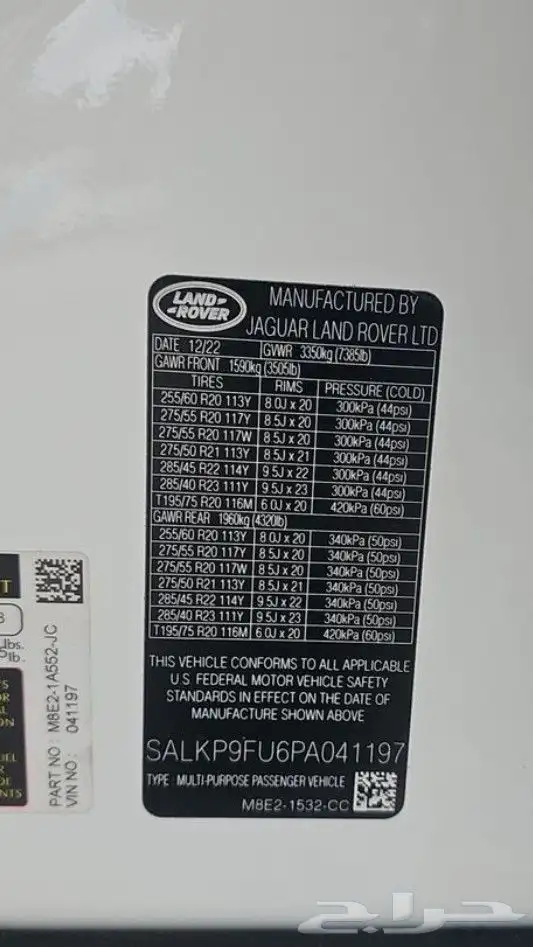 LAND-
-ROVER
MANUFACTURED BY
JAGUAR LAND ROVER LTD
DATE 12/22 GVWR 3350kg (7385lb)
GAWR FRONT 1590kg (3505lb)
TIRES RIMS PRESSURE (COLD)
255/60 R20 113Y 8.0J x 20 300kPa (44psi)
275/55 R20 117Y 8.5J x 20 300kPa (44psi)
275/55 R20 117W 8.5J x 20 300kPa (44psi)
275/50 R21 113Y 8.5J x 21 300kPa (44psi)
285/45 R22 114Y 9.5J x 22 300kPa (44psi)
285/40 R23 111Y 9.5J x 23 300kPa (44psi)
T195/75 R20 116M 6.0J x 20 420kPa (60psi)
GAWR REAR 1960kg (4320lb)
255/60 R20 113Y 8.0J x 20 340kPa (50psi)
275/55 R20 117Y 8.5J x 20 340kPa (50psi)
275/55 R20 117W 8.5J x 20 340kPa (50psi)
275/50 R21 113Y 8.5J x 21 340kPa (50psi)
285/45 R22 114Y 9.5J x 22 340kPa (50psi)
285/40 R23 111Y 9.5J x 23 340kPa (50psi)
T195/75 R20 116M 6.0J x 20 420kPa (60psi)
THIS VEHICLE CONFORMS TO ALL APPLICABLE
U.S. FEDERAL MOTOR VEHICLE SAFETY
STANDARDS IN EFFECT ON THE DATE OF
MANUFACTURE SHOWN ABOVE
SALKP9FU6PA041197
TYPE MULTI-PURPOSE PASSENGER VEHICLE
M8E2-1532-CC
PART NO : M8E2-1A552-JC
VIN NO : 041197
lbs.
lb.
حراج